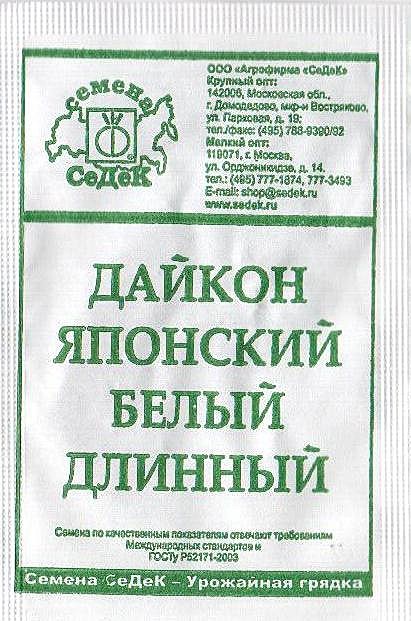 семена
СеДеК
ООО «Агрофирма «СеДеК»
Крупный опт:
142006, Московская обл.,
г. Домодедово, мкр-н Востряково,
ул. Парковая, д. 19;
тел./факс: (495) 788-9390/92
Мелкий опт:
119071, г. Москва,
ул. Орджоникидзе, д. 14.
тел.: (495) 777-1874, 777-3493
E-mail: shop@sedek.ru
www.sedek.ru
ДАЙКОН
ЯПОНСКИЙ
БЕЛЫЙ
ДЛИННЫЙ
Семена по качественным показателям отвечают требованиям
Международных стандартов и
ГОСТу Р52171-2003
Семена СеДеК – Урожайная грядка